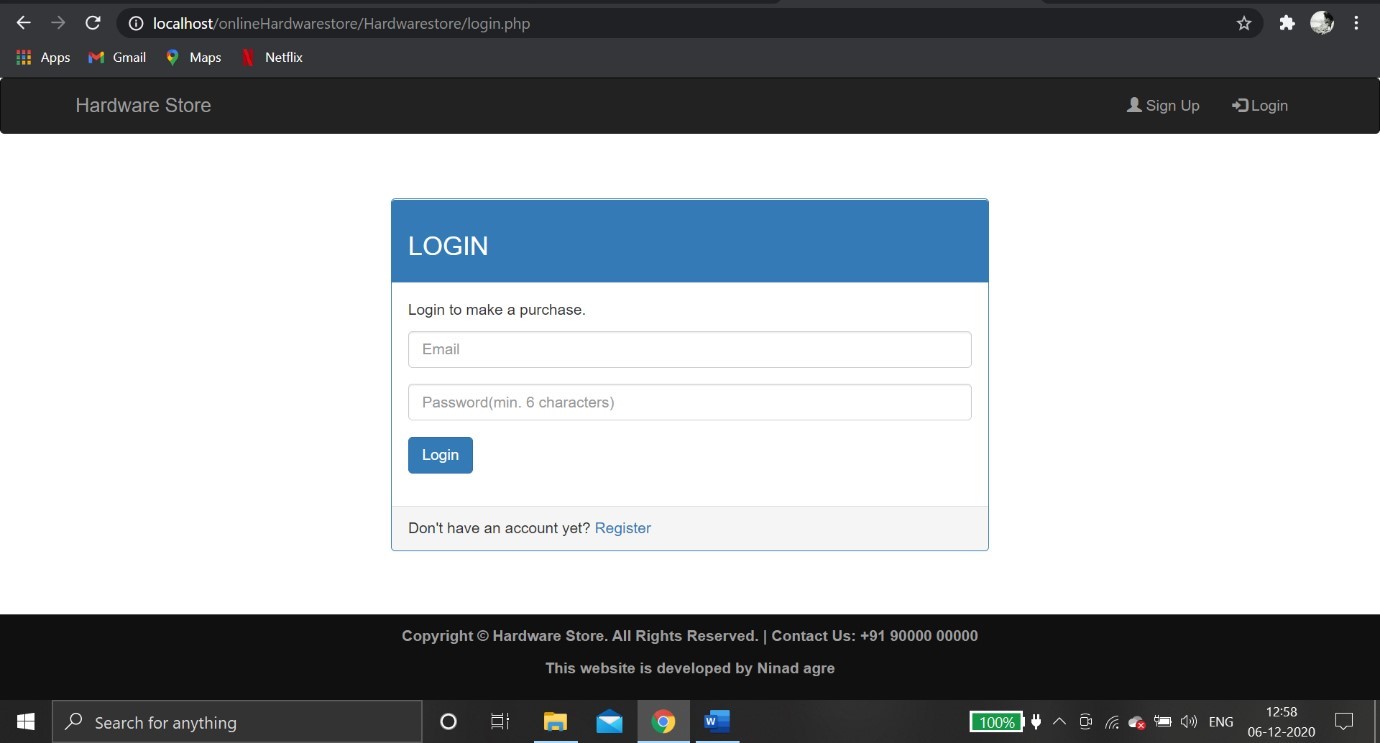 localhost/onlineHardwarestore/Hardwarestore/login.php
Apps Gmail Maps Netflix
Hardware Store Sign Up Login
LOGIN
Login to make a purchase.
Email
Password(min. 6 characters)
Login
Don't have an account yet? Register
Copyright © Hardware Store. All Rights Reserved. | Contact Us: +91 90000 00000
This website is developed by Ninad agre
Search for anything
100%
ENG
12:58
06-12-2020